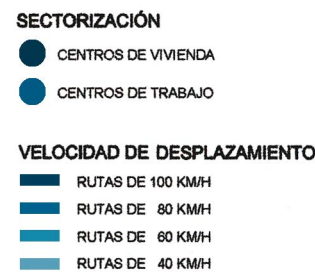 SECTORIZACIÓN
CENTROS DE VIVIENDA
CENTROS DE TRABAJO
VELOCIDAD DE DESPLAZAMIENTO
RUTAS DE 100 KM/H
RUTAS DE 80 KM/H
RUTAS DE 60 KM/H
RUTAS DE 40 KM/H